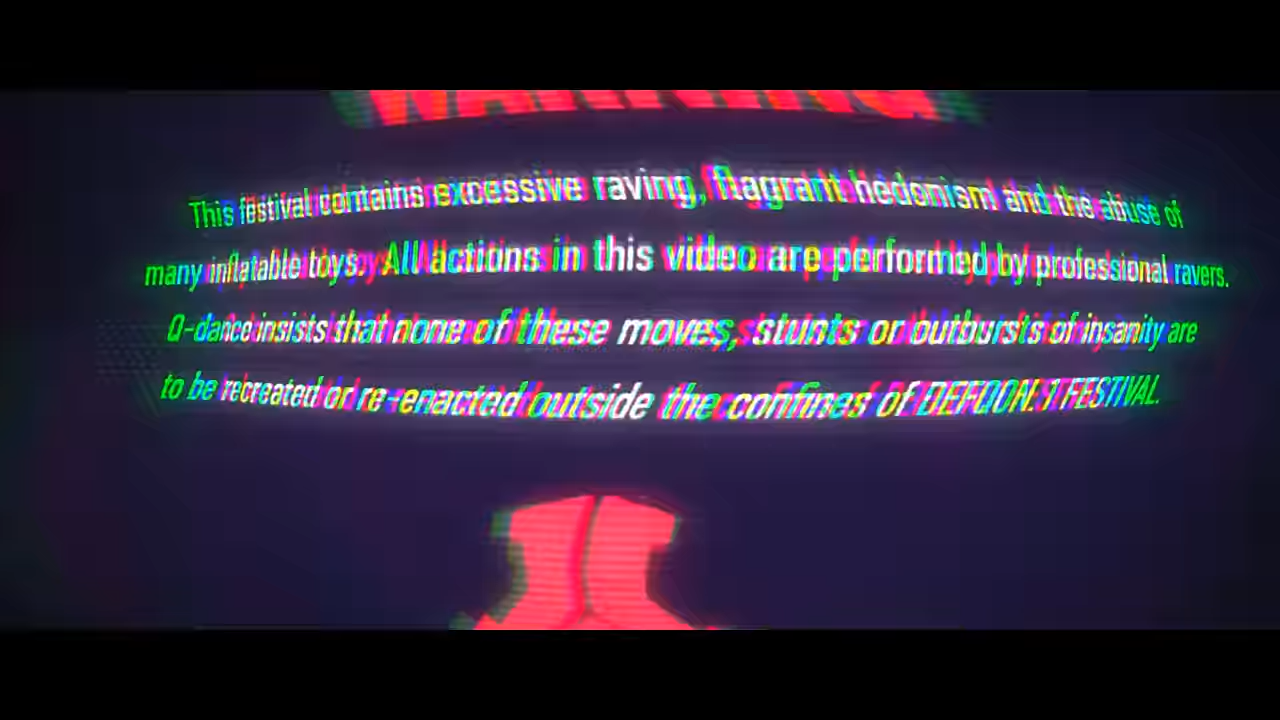 WARNING
This festival contains excessive raving, flagrant hedonism and the abuse of
many inflatable toys. All actions in this video are performed by professional ravers.
Q-dance insists that none of these moves, stunts or outbursts of insanity are
to be recreated or re-enacted outside the confines of DEFQON.1 FESTIVAL.